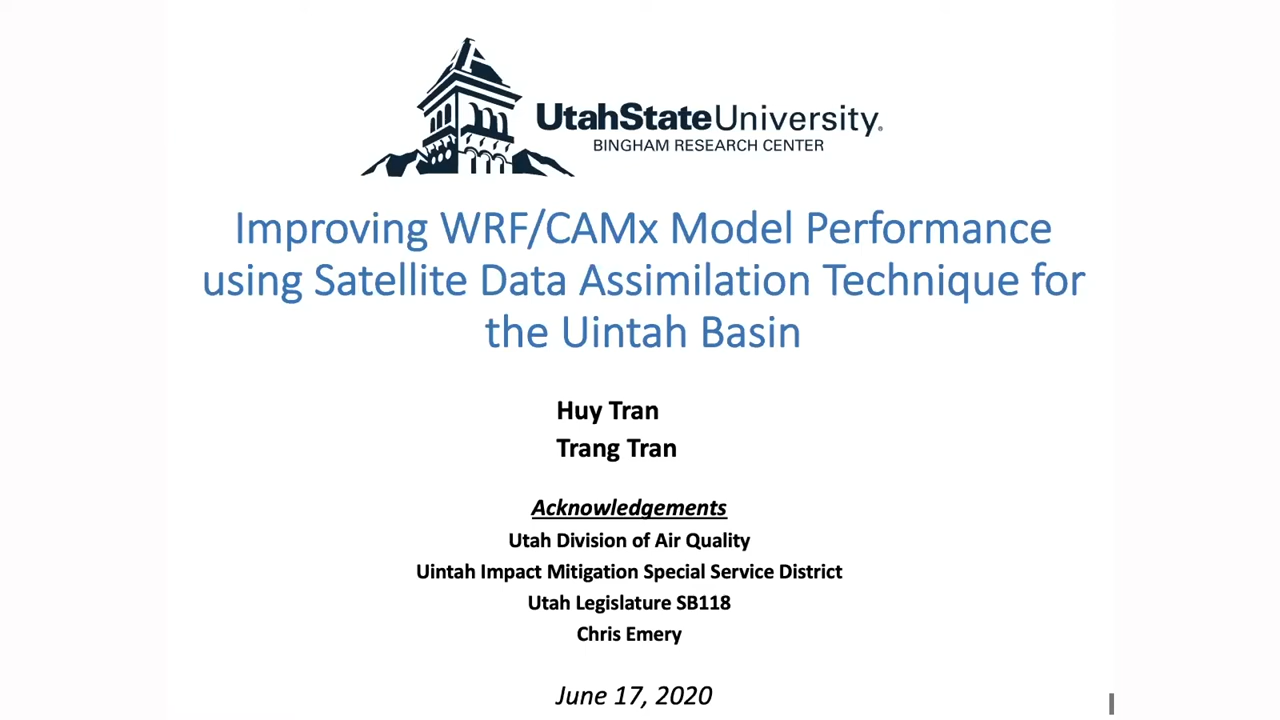 UtahStateUniversity.
BINGHAM RESEARCH CENTER
Improving WRF/CAMx Model Performance
using Satellite Data Assimilation Technique for
the Uintah Basin
Huy Tran
Trang Tran
Acknowledgements
Utah Division of Air Quality
Uintah Impact Mitigation Special Service District
Utah Legislature SB118
Chris Emery
June 17, 2020